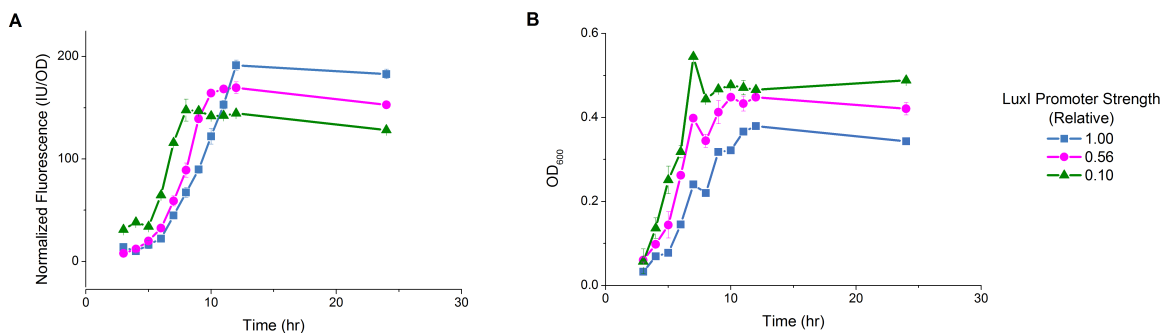 A
Normalized Fluorescence (IU/OD)
200
100
0
0
10
20
30
Time (hr)
B
OD600
0.6
0.4
0.2
0.0
0
10
20
30
Time (hr)
LuxI Promoter Strength
(Relative)
1.00
0.56
0.10